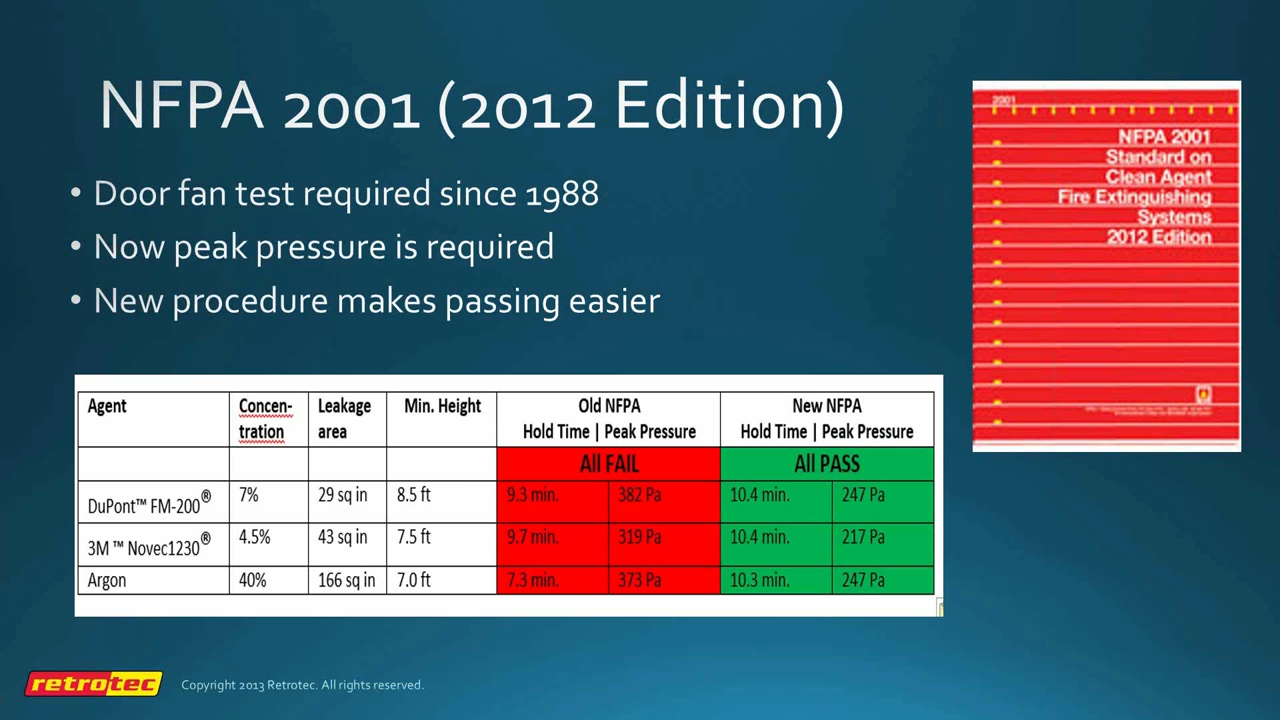 NFPA 2001 (2012 Edition)
• Door fan test required since 1988
• Now peak pressure is required
• New procedure makes passing easier
2001
NFPA 2001
Standard on
Clean Agent
Fire Extinguishing
Systems
2012 Edition
Agent Concen-tration Leakage area Min. Height Old NFPA Hold Time | Peak Pressure New NFPA Hold Time | Peak Pressure
All FAIL All PASS
DuPont™ FM-200® 7% 29 sq in 8.5 ft 9.3 min. 382 Pa 10.4 min. 247 Pa
3M ™ Novec1230® 4.5% 43 sq in 7.5 ft 9.7 min. 319 Pa 10.4 min. 217 Pa
Argon 40% 166 sq in 7.0 ft 7.3 min. 373 Pa 10.3 min. 247 Pa
retrotec
Copyright 2013 Retrotec. All rights reserved.